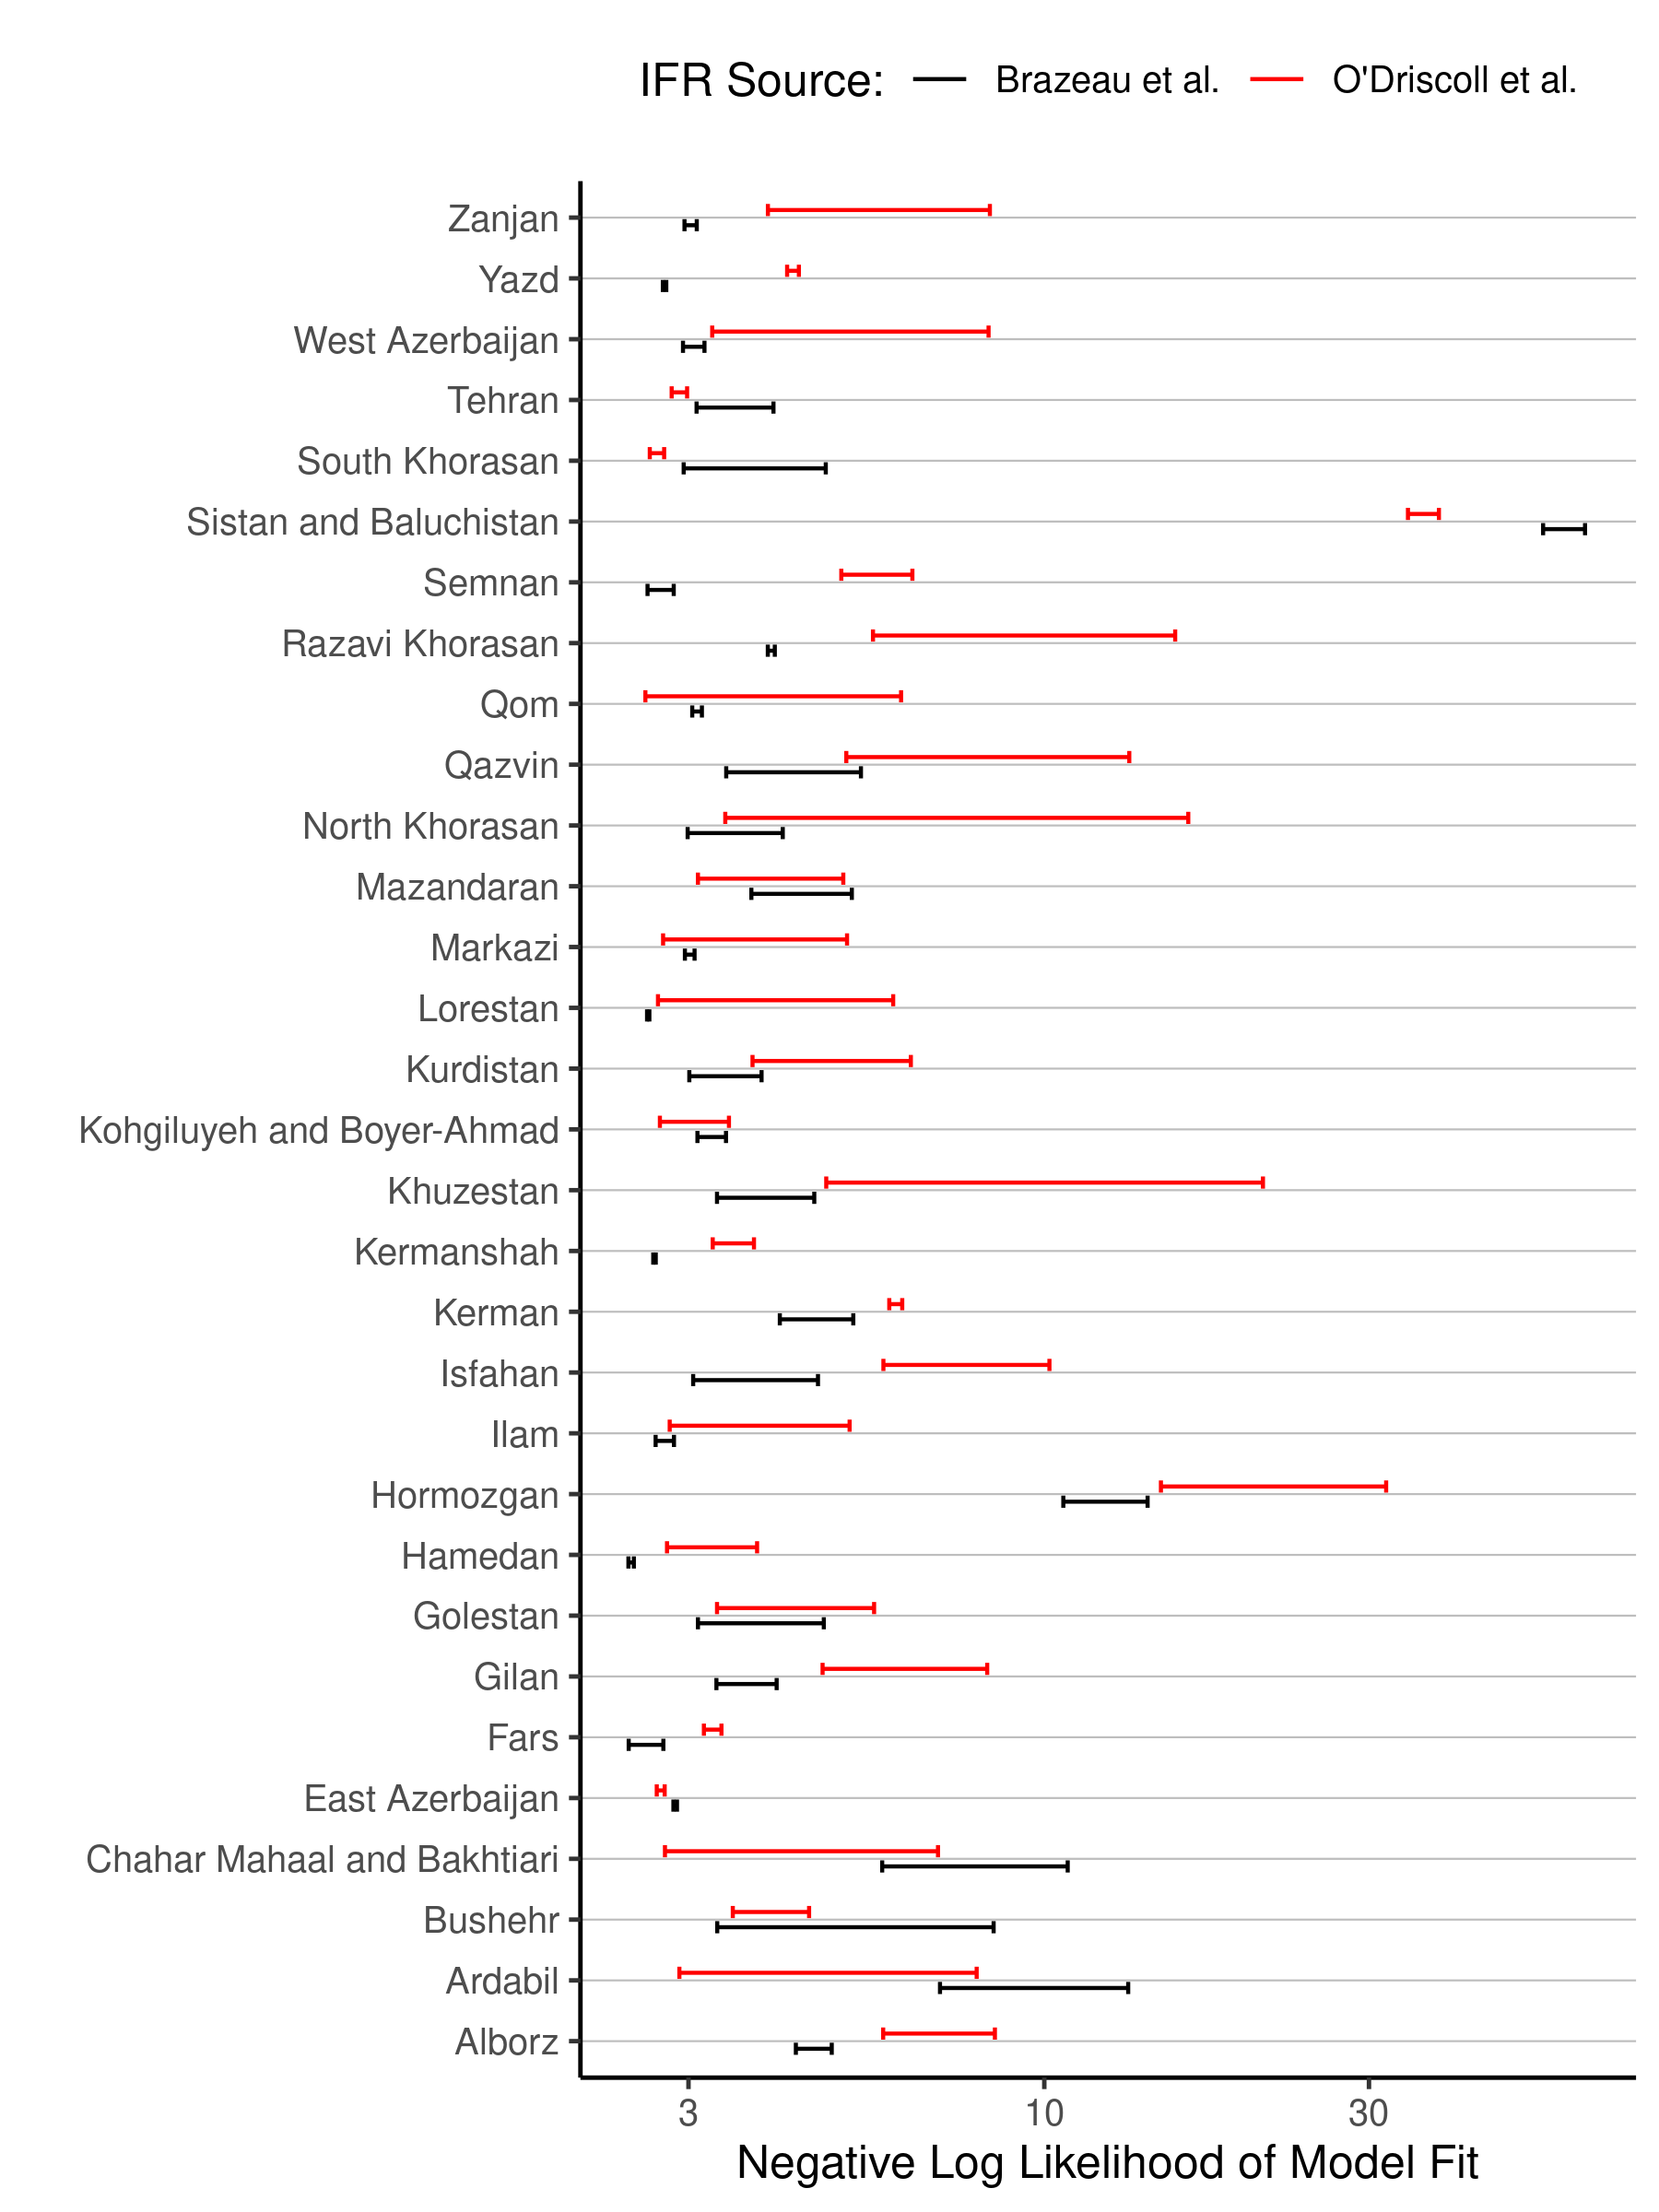 IFR Source: Brazeau et al. O'Driscoll et al.
Zanjan
Yazd
West Azerbaijan
Tehran
South Khorasan
Sistan and Baluchistan
Semnan
Razavi Khorasan
Qom
Qazvin
North Khorasan
Mazandaran
Markazi
Lorestan
Kurdistan
Kohgiluyeh and Boyer-Ahmad
Khuzestan
Kermanshah
Kerman
Isfahan
Ilam
Hormozgan
Hamedan
Golestan
Gilan
Fars
East Azerbaijan
Chahar Mahaal and Bakhtiari
Bushehr
Ardabil
Alborz
3 10 30
Negative Log Likelihood of Model Fit